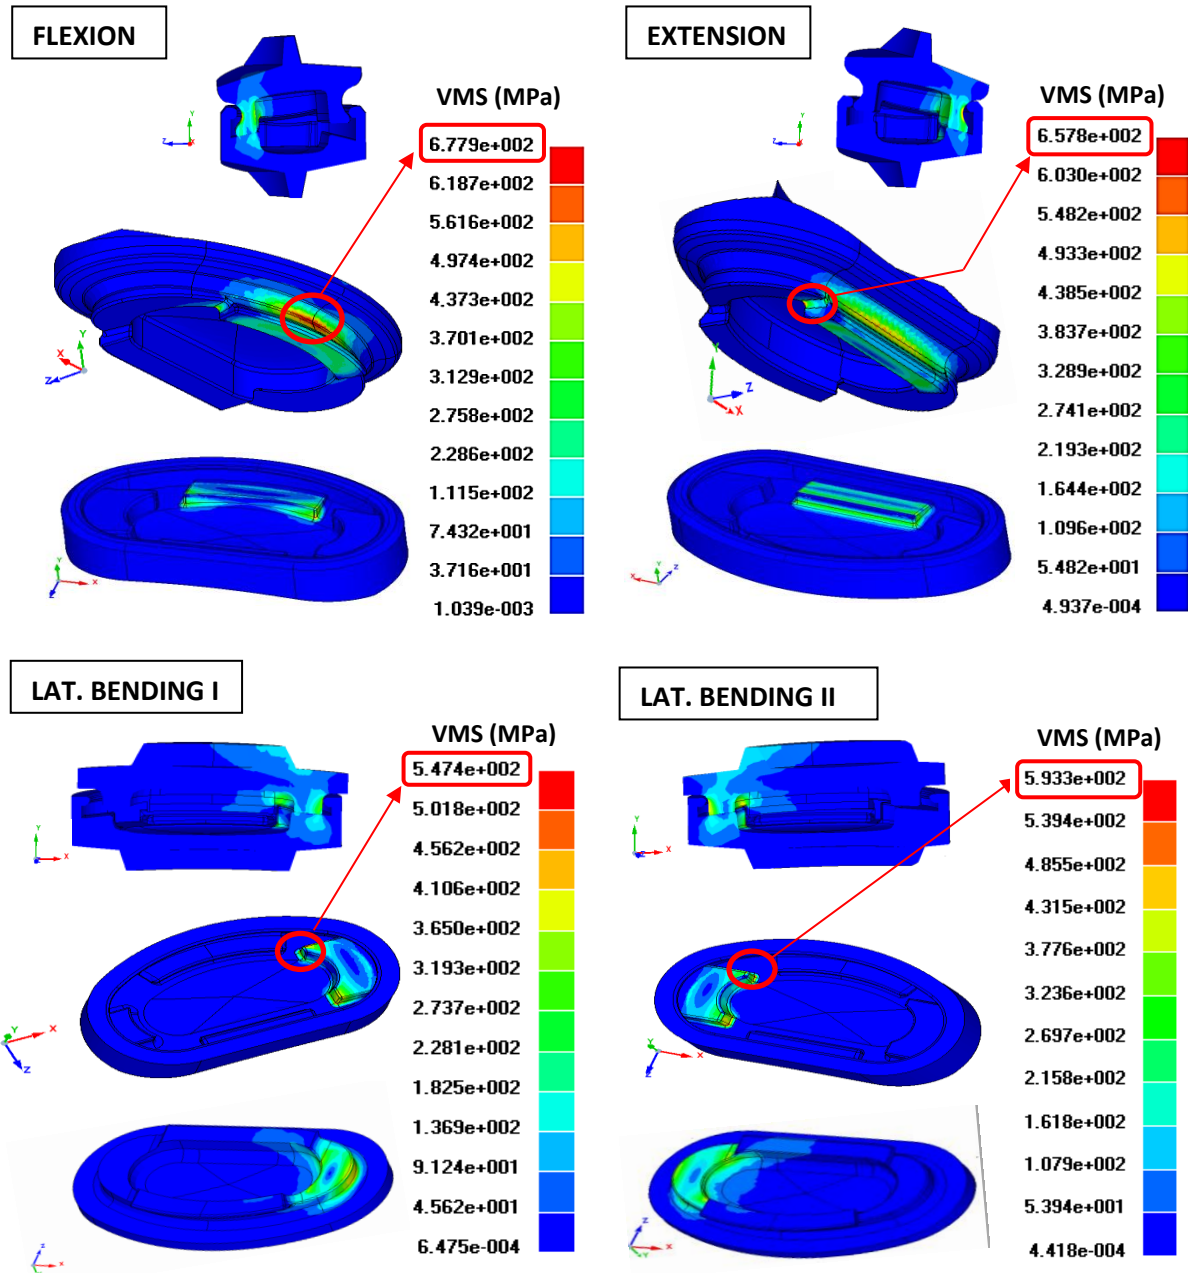 FLEXION
VMS (MPa)
6.779e+002
6.187e+002
5.616e+002
4.974e+002
4.373e+002
3.701e+002
3.129e+002
2.758e+002
2.286e+002
1.115e+002
7.432e+001
3.716e+001
1.039e-003
Y
Z
X
Y
Z
Y
X
Z
EXTENSION
VMS (MPa)
6.578e+002
6.030e+002
5.482e+002
4.933e+002
4.385e+002
3.837e+002
3.289e+002
2.741e+002
2.193e+002
1.644e+002
1.096e+002
5.482e+001
4.937e-004
Y
Z
Y
Z
X
Y
Z
X
LAT. BENDING I
VMS (MPa)
5.474e+002
5.018e+002
4.562e+002
4.106e+002
3.650e+002
3.193e+002
2.737e+002
2.281e+002
1.825e+002
1.369e+002
9.124e+001
4.562e+001
6.475e-004
Y
X
Y
X
Z
Z
X
Y
LAT. BENDING II
VMS (MPa)
5.933e+002
5.394e+002
4.855e+002
4.315e+002
3.776e+002
3.236e+002
2.697e+002
2.158e+002
1.618e+002
1.079e+002
5.394e+001
4.418e-004
Y
X
Y
X
Z
Z
X
Y